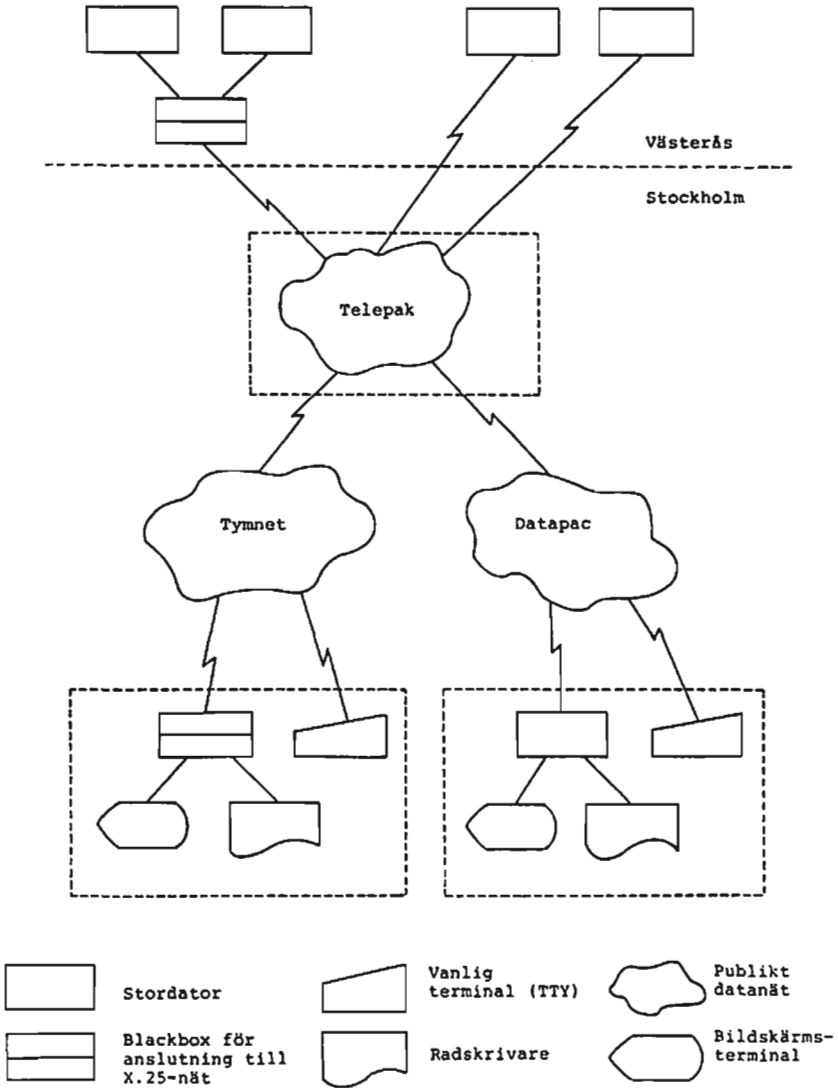 Västerås
Stockholm
Telepak
Tymnet
Datapac
Stordator
Vanlig
terminal (TTY)
Publikt
datanät
Blackbox för
anslutning till
X.25-nät
Radskrivare
Bildskärms-
terminal